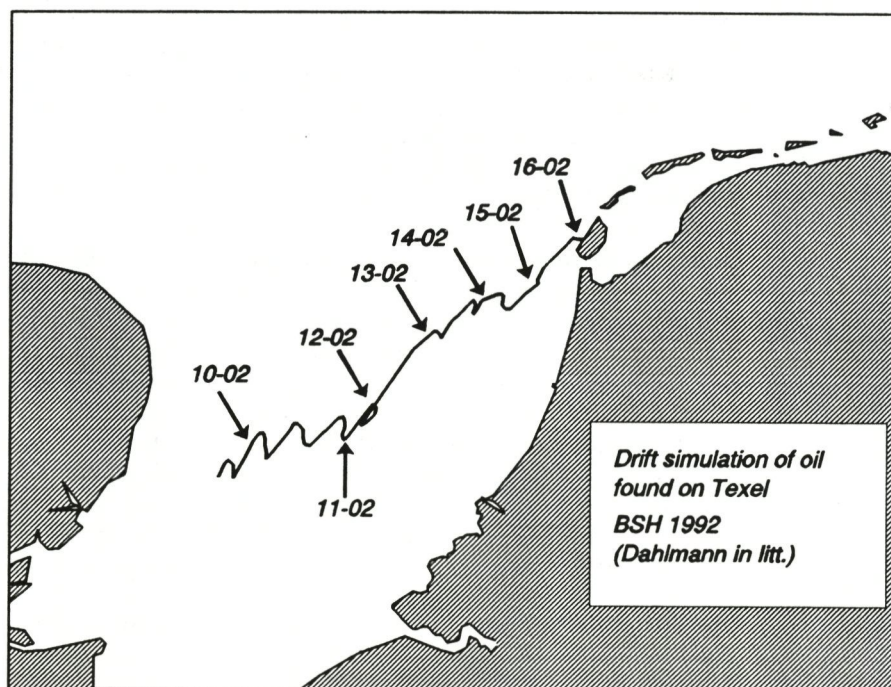 16-02
15-02
14-02
13-02
12-02
10-02
11-02
Drift simulation of oil
found on Texel
BSH 1992
(Dahlmann in litt.)